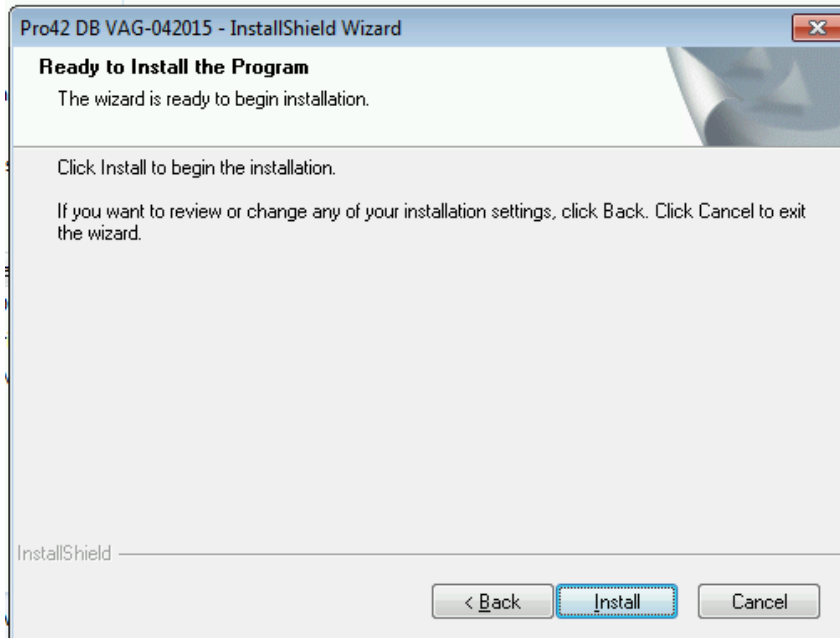 Pro42 DB VAG-042015 - InstallShield Wizard
Ready to Install the Program
The wizard is ready to begin installation.
Click Install to begin the installation.
If you want to review or change any of your installation settings, click Back. Click Cancel to exit
the wizard.
InstallShield
< Back
Install
Cancel